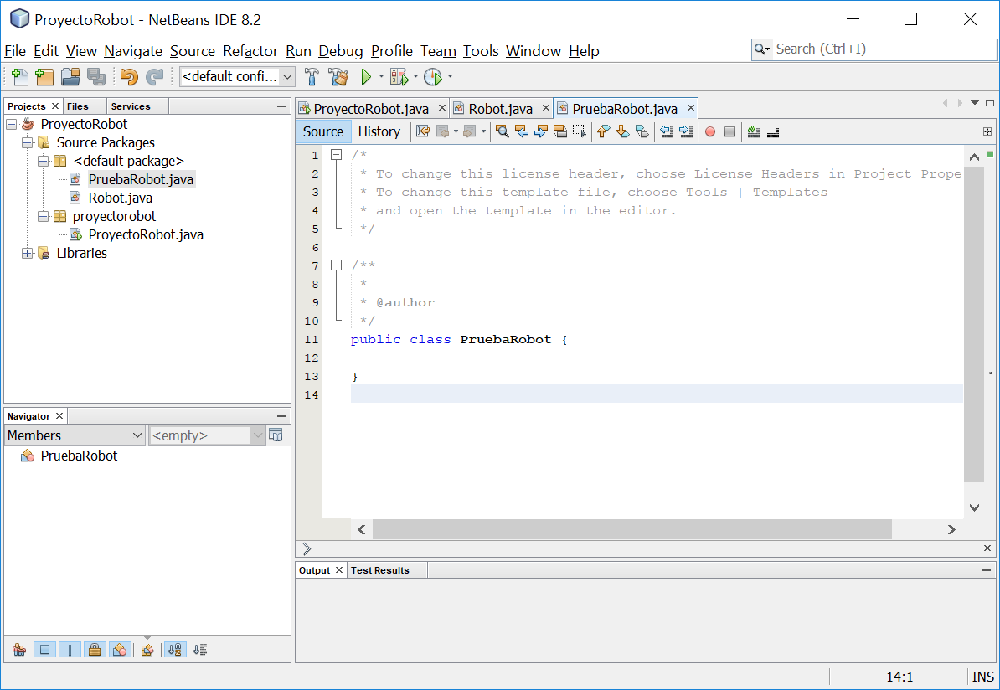 ProyectoRobot - NetBeans IDE 8.2
File Edit View Navigate Source Refactor Run Debug Profile Team Tools Window Help
Search (Ctrl+I)
<default confi...
Projects Files Services
ProyectoRobot
Source Packages
<default package>
PruebaRobot.java
Robot.java
proyectorobot
ProyectoRobot.java
Libraries
Navigator
Members <empty>
PruebaRobot
ProyectoRobot.java Robot.java PruebaRobot.java
Source History
1 /*
2 * To change this license header, choose License Headers in Project Prope
3 * To change this template file, choose Tools | Templates
4 * and open the template in the editor.
5 */
6
7 /**
8 *
9 * @author
10 */
11 public class PruebaRobot {
12
13 }
14
Output Test Results
14:1 INS